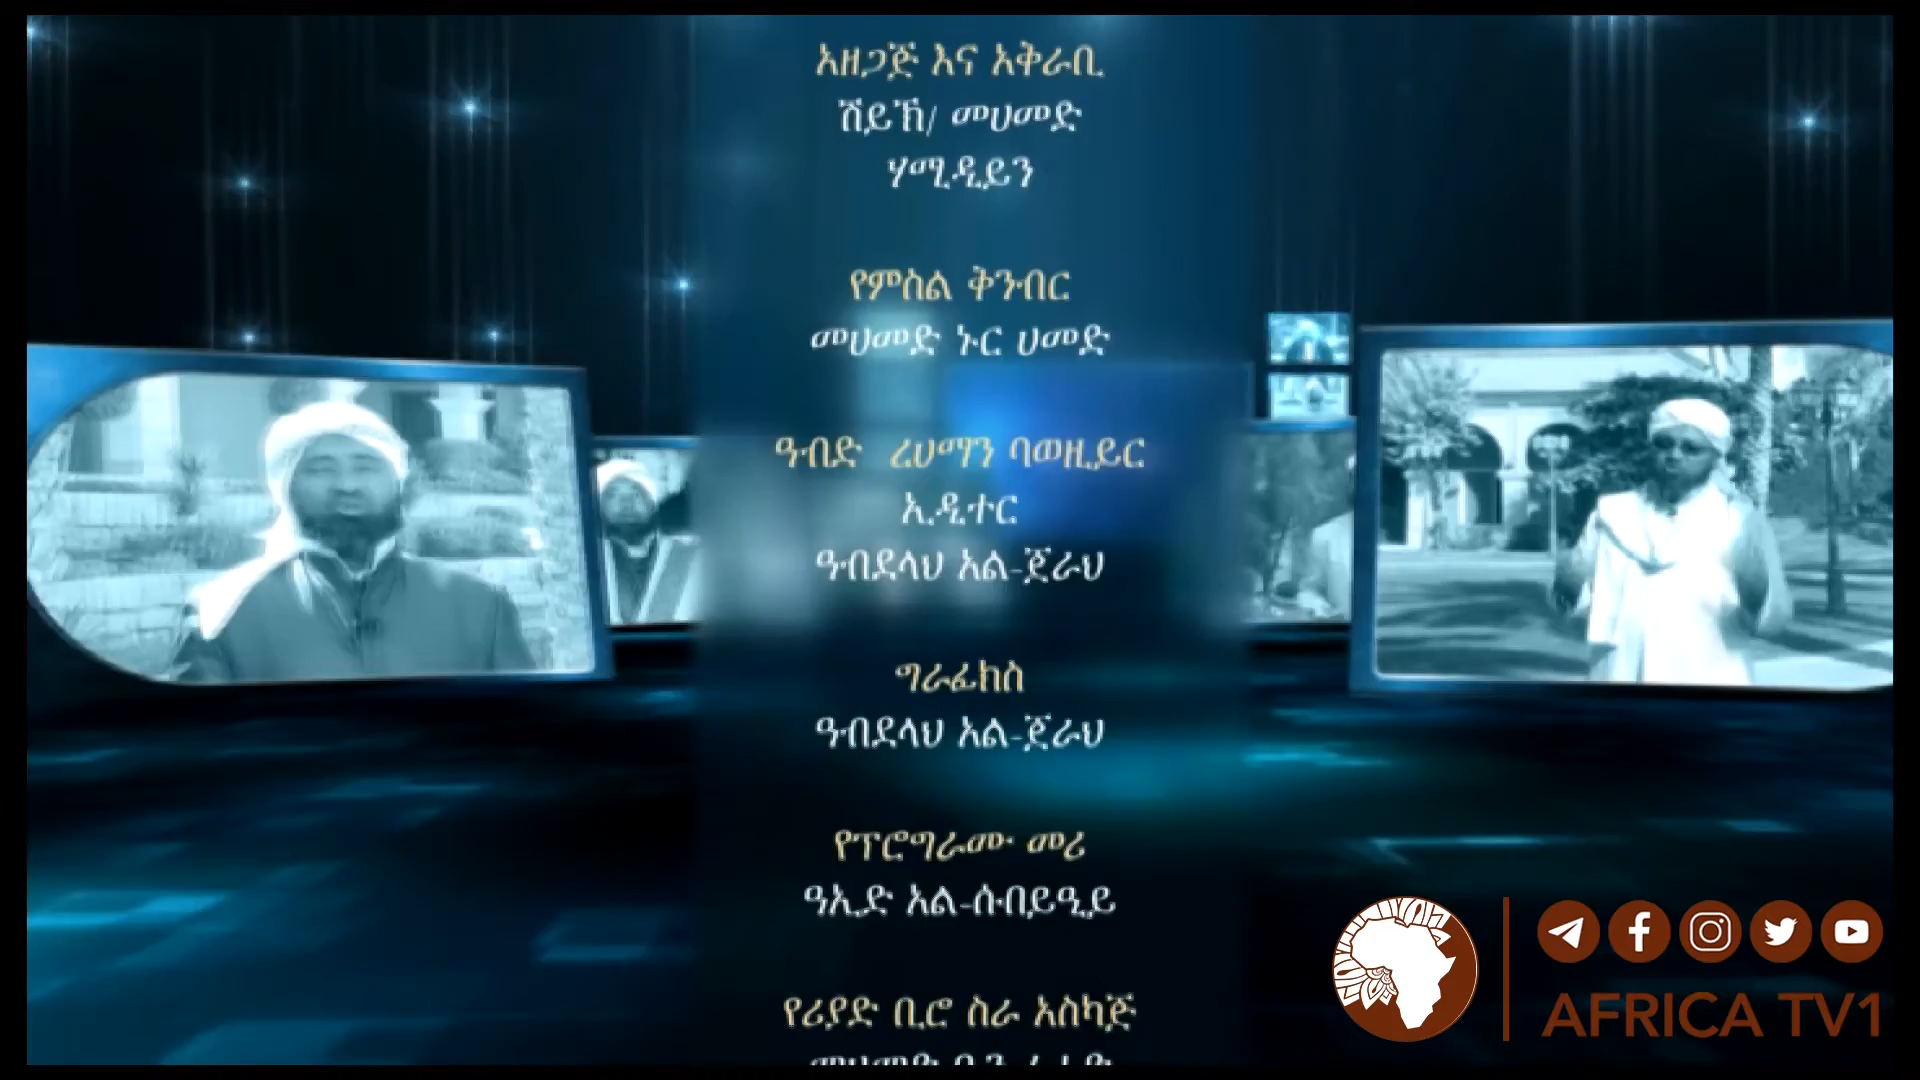 አዘጋጅ እና አቅራቢ
ሽይኽ/ መሀመድ
ሃሚዲይን
የምስል ቅንብር
መሀመድ ኑር ሀመድ
ዓብድ ረሀማን ባወዚይር
ኢዲተር
ዓብደላህ አል-ጀራህ
ግራፊክስ
ዓብደላህ አል-ጀራህ
የፕሮግራሙ መሪ
ዓኢድ አል-ሱበይዒይ
የሪያድ ቢሮ ስራ አስካጅ
AFRICA TV1